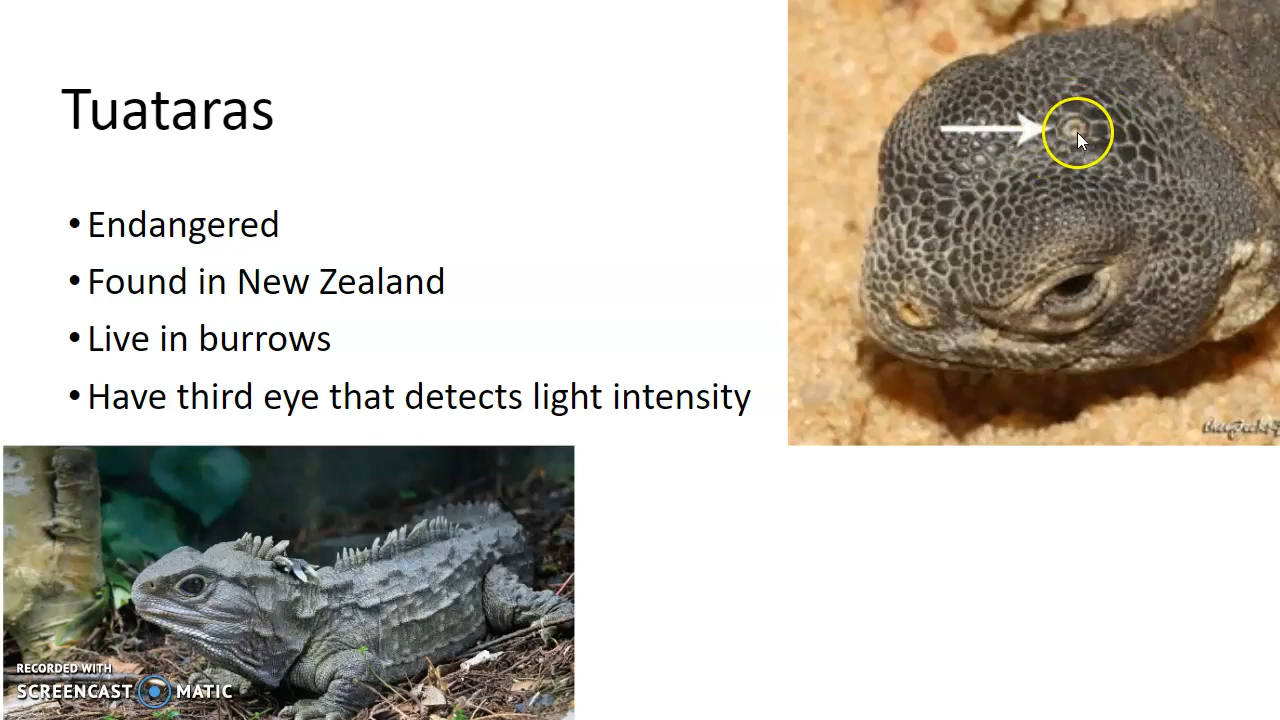 Tuataras
• Endangered
• Found in New Zealand
• Live in burrows
• Have third eye that detects light intensity
RECORDED WITH
SCREENCAST MATIC